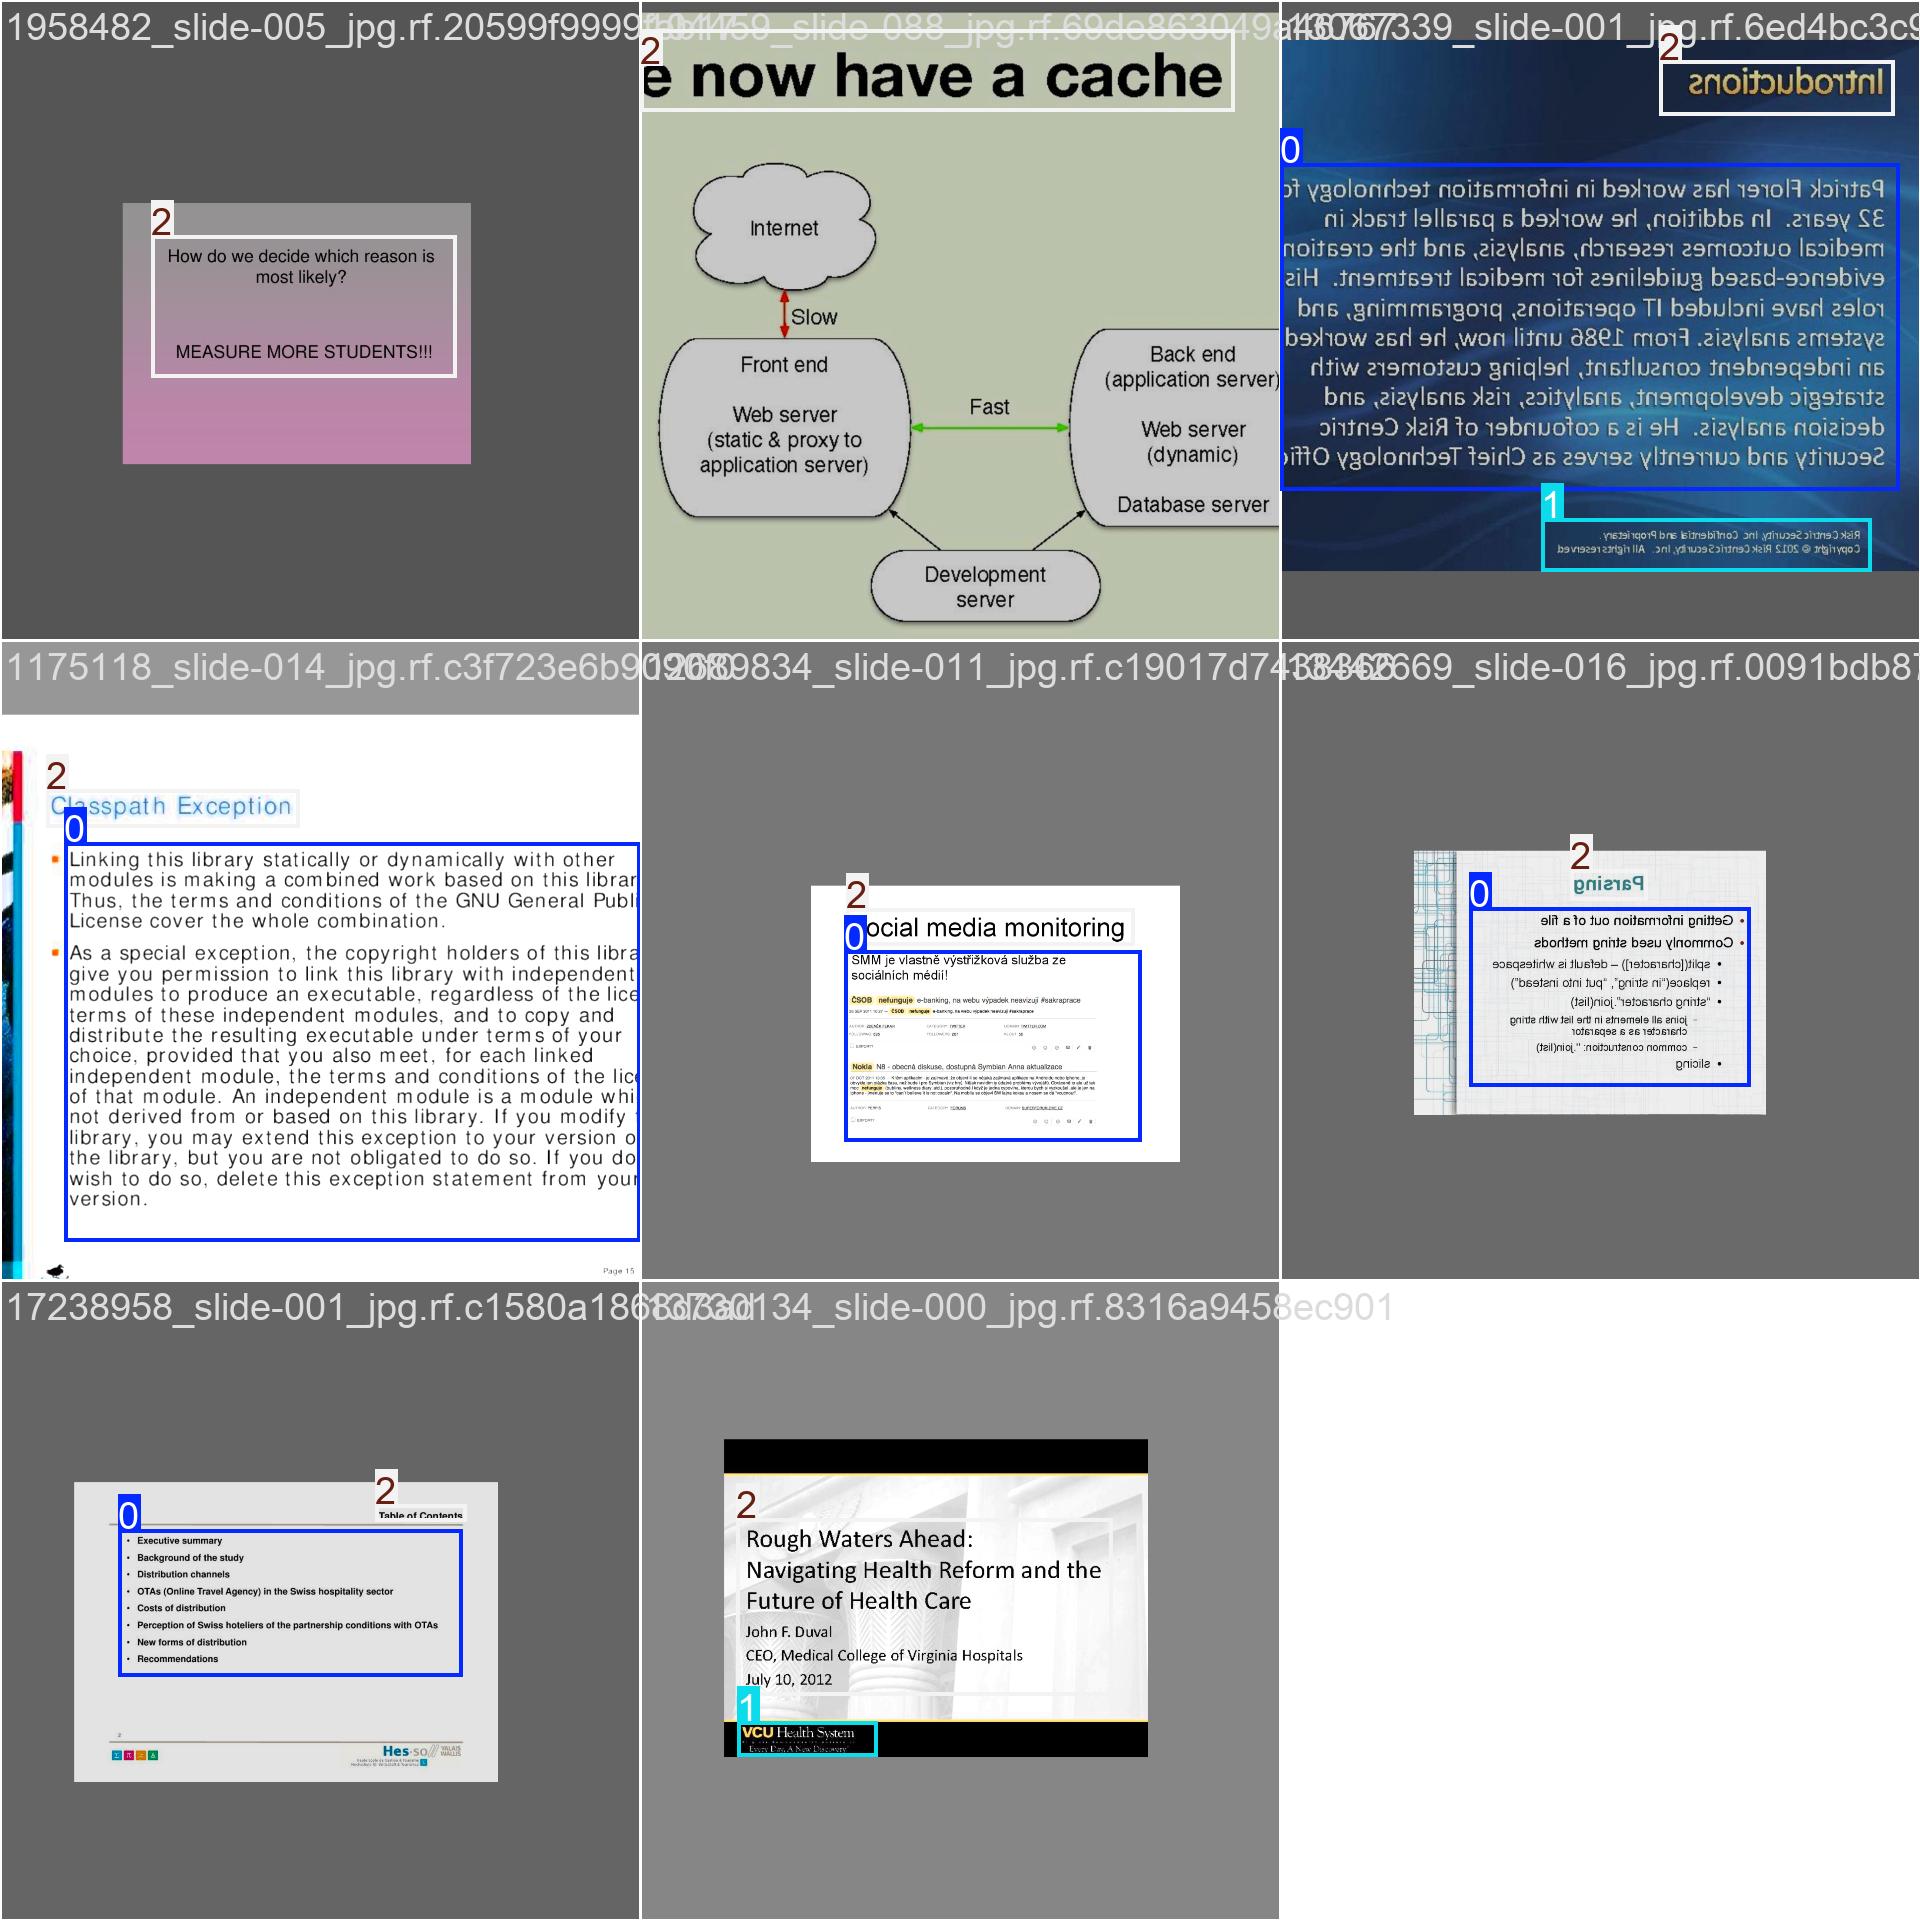 1958482_slide-005_jpg.rf.20599f9999
2
How do we decide which reason is
most likely?
MEASURE MORE STUDENTS!!!
_slide-088_jpg.rf.69de863049a
2
e now have a cache
Internet
Slow
Front end
Web server
(static & proxy to
application server)
Fast
Back end
(application server)
Web server
(dynamic)
Database server
Development
server
339_slide-001_jpg.rf.6ed4bc3c9
2
Introductions
0
Patrick Florer has worked in information technology fo
32 years. In addition, he worked a parallel track in
medical outcomes research, analysis, and the creation
evidence-based guidelines for medical treatment. His
roles have included IT operations, programming, and
systems analysis. From 1986 until now, he has worked
an independent consultant, helping customers with
strategic development, analytics, risk analysis, and
decision analysis. He is a cofounder of Risk Centric
Security and currently serves as Chief Technology Offi
1
Risk Centric Security, Inc. Confidential and Proprietary.
Copyright © 2012 Risk Centric Security, Inc. All rights reserved
1175118_slide-014_jpg.rf.c3f723e6b90
2
Classpath Exception
0
Linking this library statically or dynamically with other
modules is making a combined work based on this librar
Thus, the terms and conditions of the GNU General Publi
License cover the whole combination.
As a special exception, the copyright holders of this libra
give you permission to link this library with independent
modules to produce an executable, regardless of the lice
terms of these independent modules, and to copy and
distribute the resulting executable under terms of your
choice, provided that you also meet, for each linked
independent module, the terms and conditions of the lice
of that module. An independent module is a module whi
not derived from or based on this library. If you modify
library, you may extend this exception to your version o
the library, but you are not obligated to do so. If you do
wish to do so, delete this exception statement from your
version.
Page 15
9834_slide-011_jpg.rf.c19017d74
2
0
ocial media monitoring
SMM je vlastně výstřižková služba ze
sociálních médií!
ČSOB nefunguje e-banking, na webu výpadek neavizují #sakraprace
ČSOB nefunguje e-banking, na webu výpadek neavizují #sakraprace
Nokia N8 - obecná diskuse, dostupná Symbian Anna aktualizace
669_slide-016_jpg.rf.0091bdb87
2
Parsing
0
• Getting information out of a file
• Commonly used string methods
• split([character]) – default is whitespace
• replace("in string", "put into instead")
• "string character".join(list)
– joins all elements in the list with string
character as a separator
– common construction: ''.join(list)
• slicing
17238958_slide-001_jpg.rf.c1580a186
2
Table of Contents
0
• Executive summary
• Background of the study
• Distribution channels
• OTAs (Online Travel Agency) in the Swiss hospitality sector
• Costs of distribution
• Perception of Swiss hoteliers of the partnership conditions with OTAs
• New forms of distribution
• Recommendations
2
Hes·so// VALAIS
WALLIS
134_slide-000_jpg.rf.8316a9458ec901
2
Rough Waters Ahead:
Navigating Health Reform and the
Future of Health Care
John F. Duval
CEO, Medical College of Virginia Hospitals
July 10, 2012
1
VCU Health System
Every Day, A New Discovery